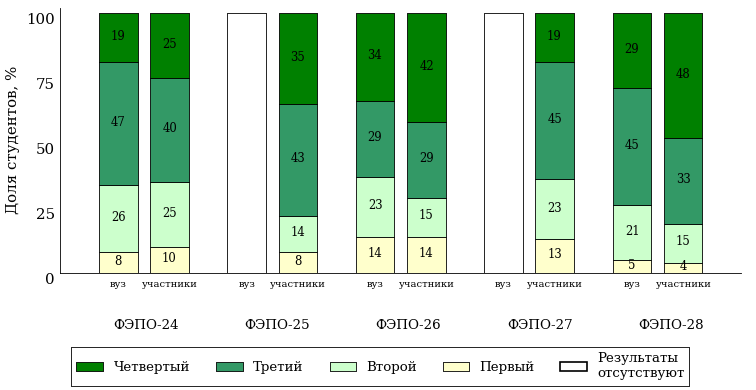 Доля студентов, %
100
75
50
25
0
19 25 35 34 42 19 29 48
47 40 43 29 29 45 45 33
26 25 14 23 15 23 21 15
8 10 8 14 14 13 5 4
вуз участники вуз участники вуз участники вуз участники вуз участники
ФЭПО-24 ФЭПО-25 ФЭПО-26 ФЭПО-27 ФЭПО-28
Четвертый Третий Второй Первый Результаты
отсутствуют